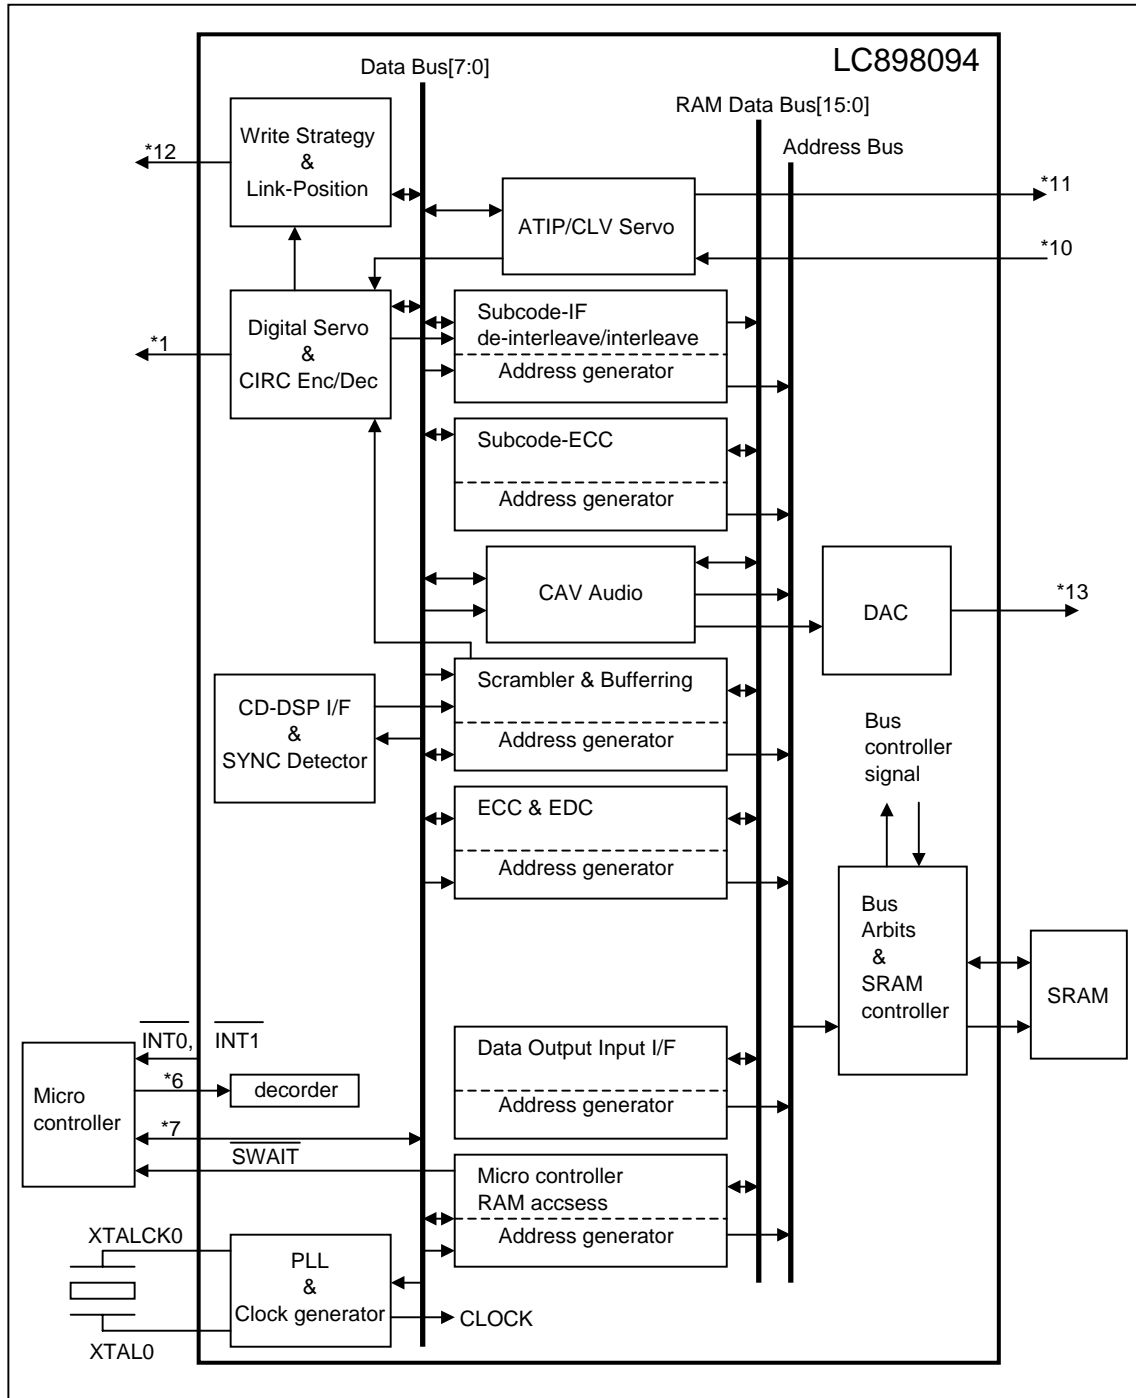 LC898094
Data Bus[7:0]
RAM Data Bus[15:0]
Address Bus
Write Strategy
&
Link-Position
*12
ATIP/CLV Servo
*11
*10
Digital Servo
&
CIRC Enc/Dec
*1
Subcode-IF
de-interleave/interleave
Address generator
Subcode-ECC
Address generator
CAV Audio
DAC
*13
CD-DSP I/F
&
SYNC Detector
Scrambler & Bufferring
Address generator
Bus
controller
signal
ECC & EDC
Address generator
Bus
Arbits
&
SRAM
controller
SRAM
INT0, INT1
Micro
controller
*6
decorder
*7
SWAIT
Data Output Input I/F
Address generator
Micro controller
RAM accsess
Address generator
XTALCK0
XTAL0
PLL
&
Clock generator
CLOCK